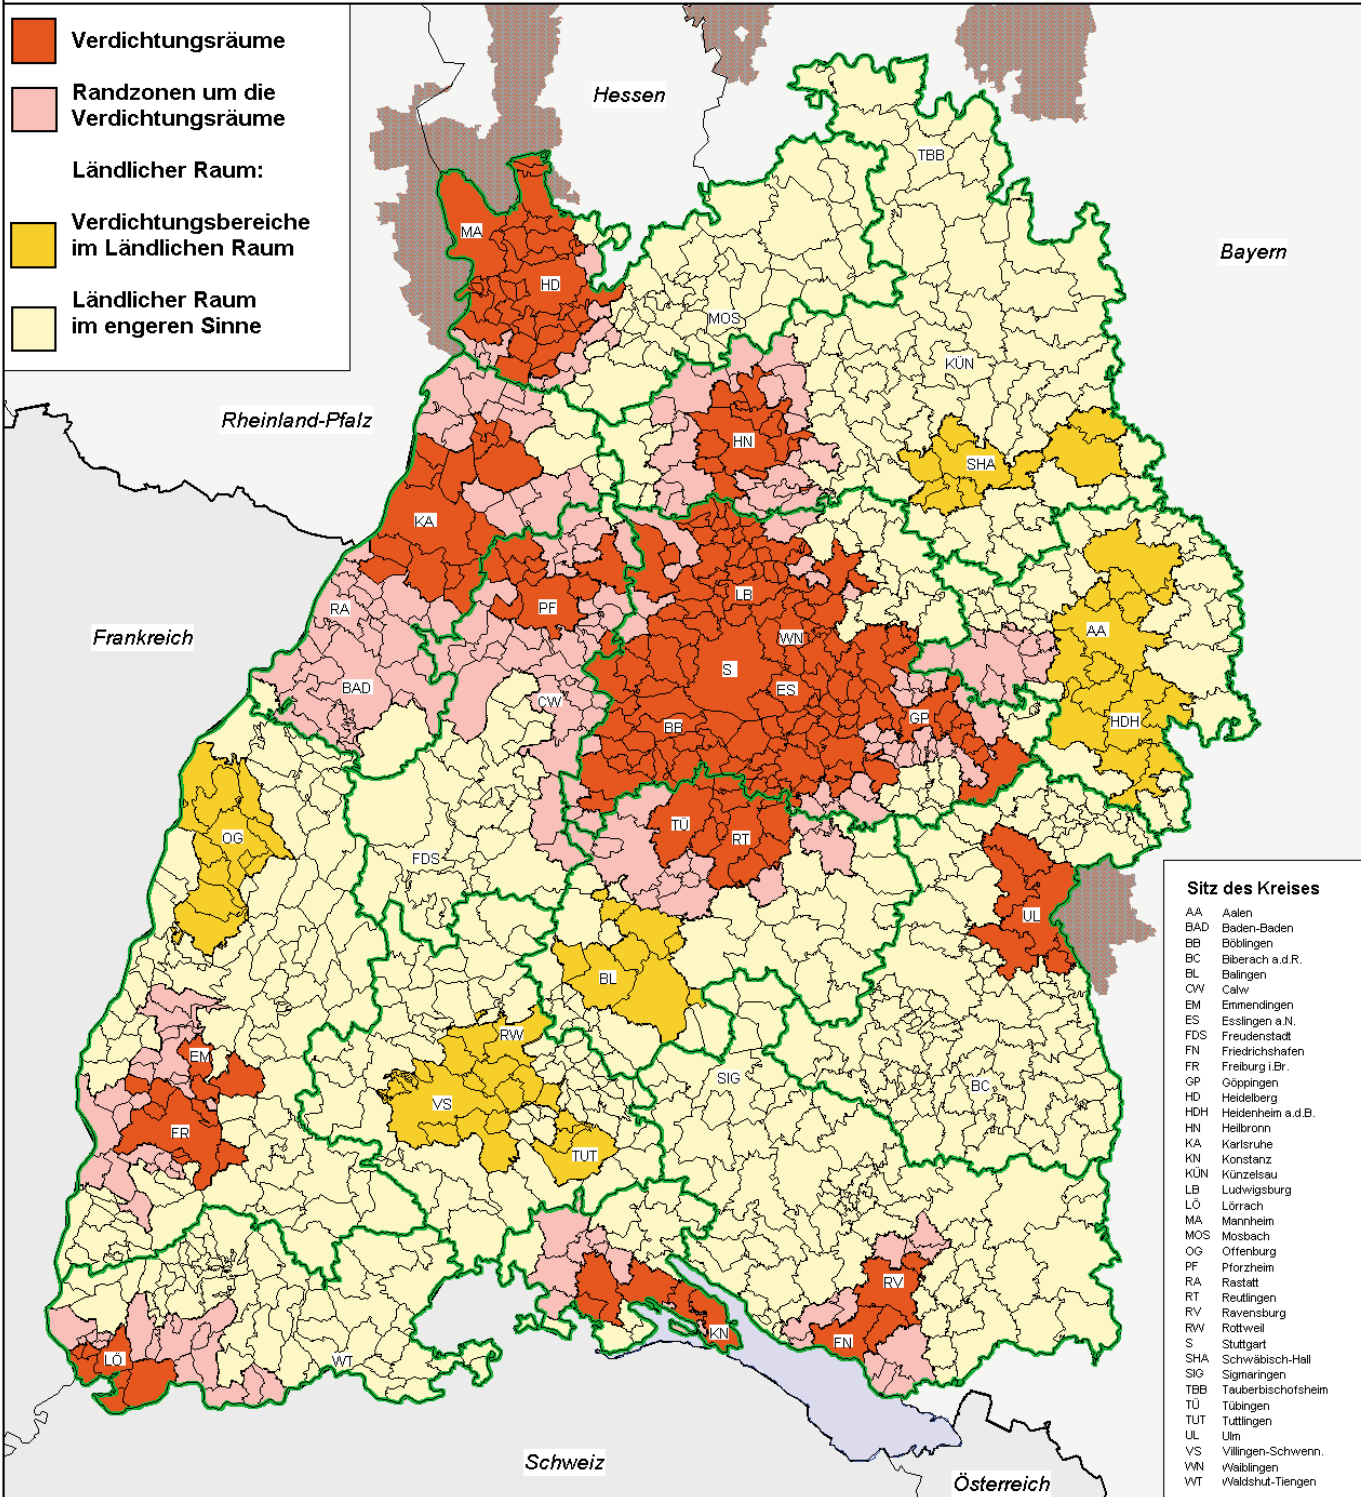 Verdichtungsräume
Randzonen um die
Verdichtungsräume
Ländlicher Raum:
Verdichtungsbereiche
im Ländlichen Raum
Ländlicher Raum
im engeren Sinne
Hessen
Bayern
Rheinland-Pfalz
Frankreich
Schweiz
Österreich
TBB
MA
HD
MOS
KÜN
HN
SHA
KA
PF
LB
RA
WN
AA
S
ES
BAD
CW
GP
HDH
BB
OG
TÜ
RT
FDS
UL
BL
RW
EM
SIG
BC
VS
FR
TUT
RV
KN
FN
LÖ
WT
Sitz des Kreises
AA Aalen
BAD Baden-Baden
BB Böblingen
BC Biberach a.d.R.
BL Balingen
CW Calw
EM Emmendingen
ES Esslingen a.N.
FDS Freudenstadt
FN Friedrichshafen
FR Freiburg i.Br.
GP Göppingen
HD Heidelberg
HDH Heidenheim a.d.B.
HN Heilbronn
KA Karlsruhe
KN Konstanz
KÜN Künzelsau
LB Ludwigsburg
LÖ Lörrach
MA Mannheim
MOS Mosbach
OG Offenburg
PF Pforzheim
RA Rastatt
RT Reutlingen
RV Ravensburg
RW Rottweil
S Stuttgart
SHA Schwäbisch-Hall
SIG Sigmaringen
TBB Tauberbischofsheim
TÜ Tübingen
TUT Tuttlingen
UL Ulm
VS Villingen-Schwenn.
WN Waiblingen
WT Waldshut-Tiengen